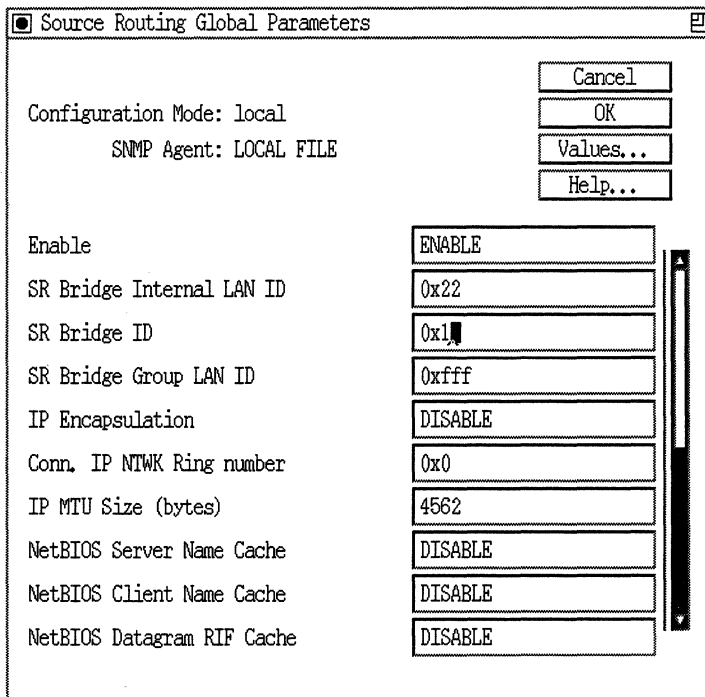 Source Routing Global Parameters
Cancel
Configuration Mode: local
OK
SNMP Agent: LOCAL FILE
Values...
Help...
Enable ENABLE
SR Bridge Internal LAN ID 0x22
SR Bridge ID 0x1
SR Bridge Group LAN ID 0xfff
IP Encapsulation DISABLE
Conn. IP NTWK Ring number 0x0
IP MTU Size (bytes) 4562
NetBIOS Server Name Cache DISABLE
NetBIOS Client Name Cache DISABLE
NetBIOS Datagram RIF Cache DISABLE